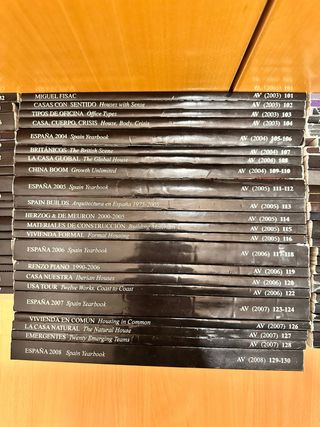 MIGUEL FISAC AV (2003) 101
CASAS CON SENTIDO Houses with Sense AV (2003) 102
TIPOS DE OFICINA Office Types AV (2003) 103
CASA, CUERPO, CRISIS House, Body, Crisis AV (2003) 104
ESPAÑA 2004 Spain Yearbook AV (2004) 105-106
BRITÁNICOS The British Scene AV (2004) 107
LA CASA GLOBAL The Global House AV (2004) 108
CHINA BOOM Growth Unlimited AV (2004) 109-110
ESPAÑA 2005 Spain Yearbook AV (2005) 111-112
SPAIN BUILDS Arquitectura en España 1975-2005 AV (2005) 113
HERZOG & DE MEURON 2000-2005 AV (2005) 114
MATERIALES DE CONSTRUCCIÓN Building Materials AV (2005) 115
VIVIENDA FORMAL Formal Housing AV (2005) 116
ESPAÑA 2006 Spain Yearbook AV (2006) 117-118
RENZO PIANO 1990-2006 AV (2006) 119
CASA NUESTRA Iberian Houses AV (2006) 120
USA TOUR Twelve Works, Coast to Coast AV (2006) 122
ESPAÑA 2007 Spain Yearbook AV (2007) 123-124
VIVIENDA EN COMÚN Housing in Common AV (2007) 126
LA CASA NATURAL The Natural House AV (2007) 127
EMERGENTES Twenty Emerging Teams AV (2007) 128
ESPAÑA 2008 Spain Yearbook AV (2008) 129-130